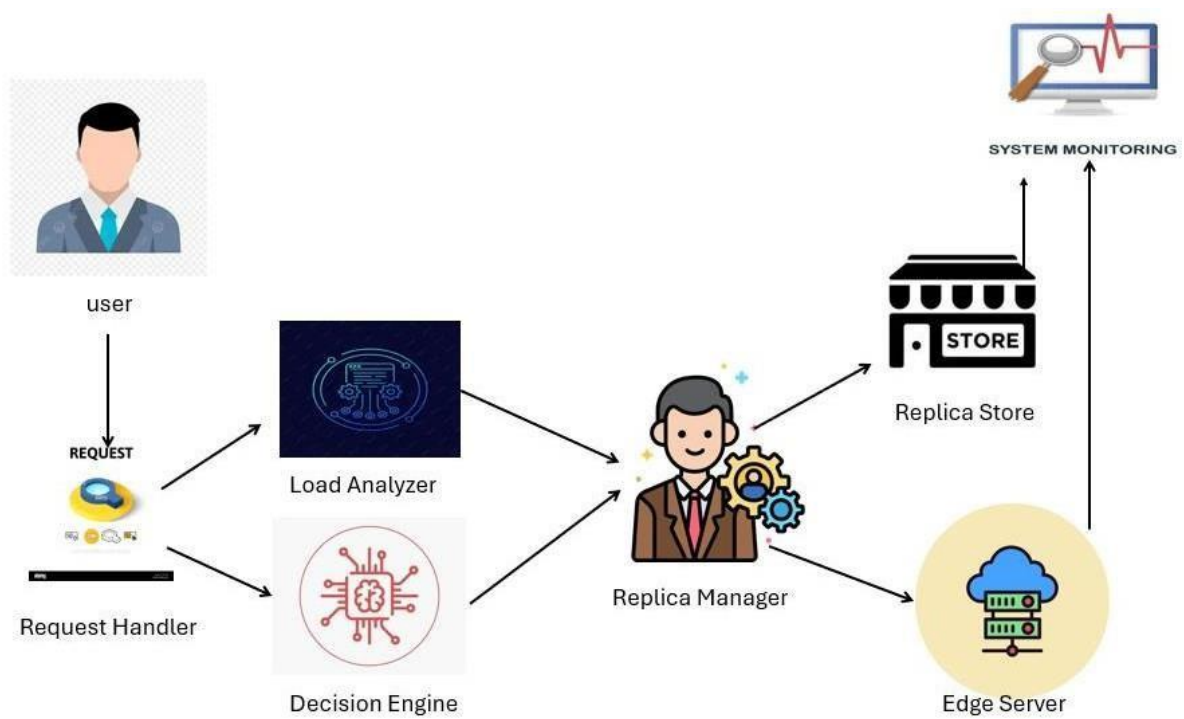 SYSTEM MONITORING
user
STORE
Replica Store
REQUEST
Load Analyzer
Replica Manager
Request Handler
Decision Engine
Edge Server